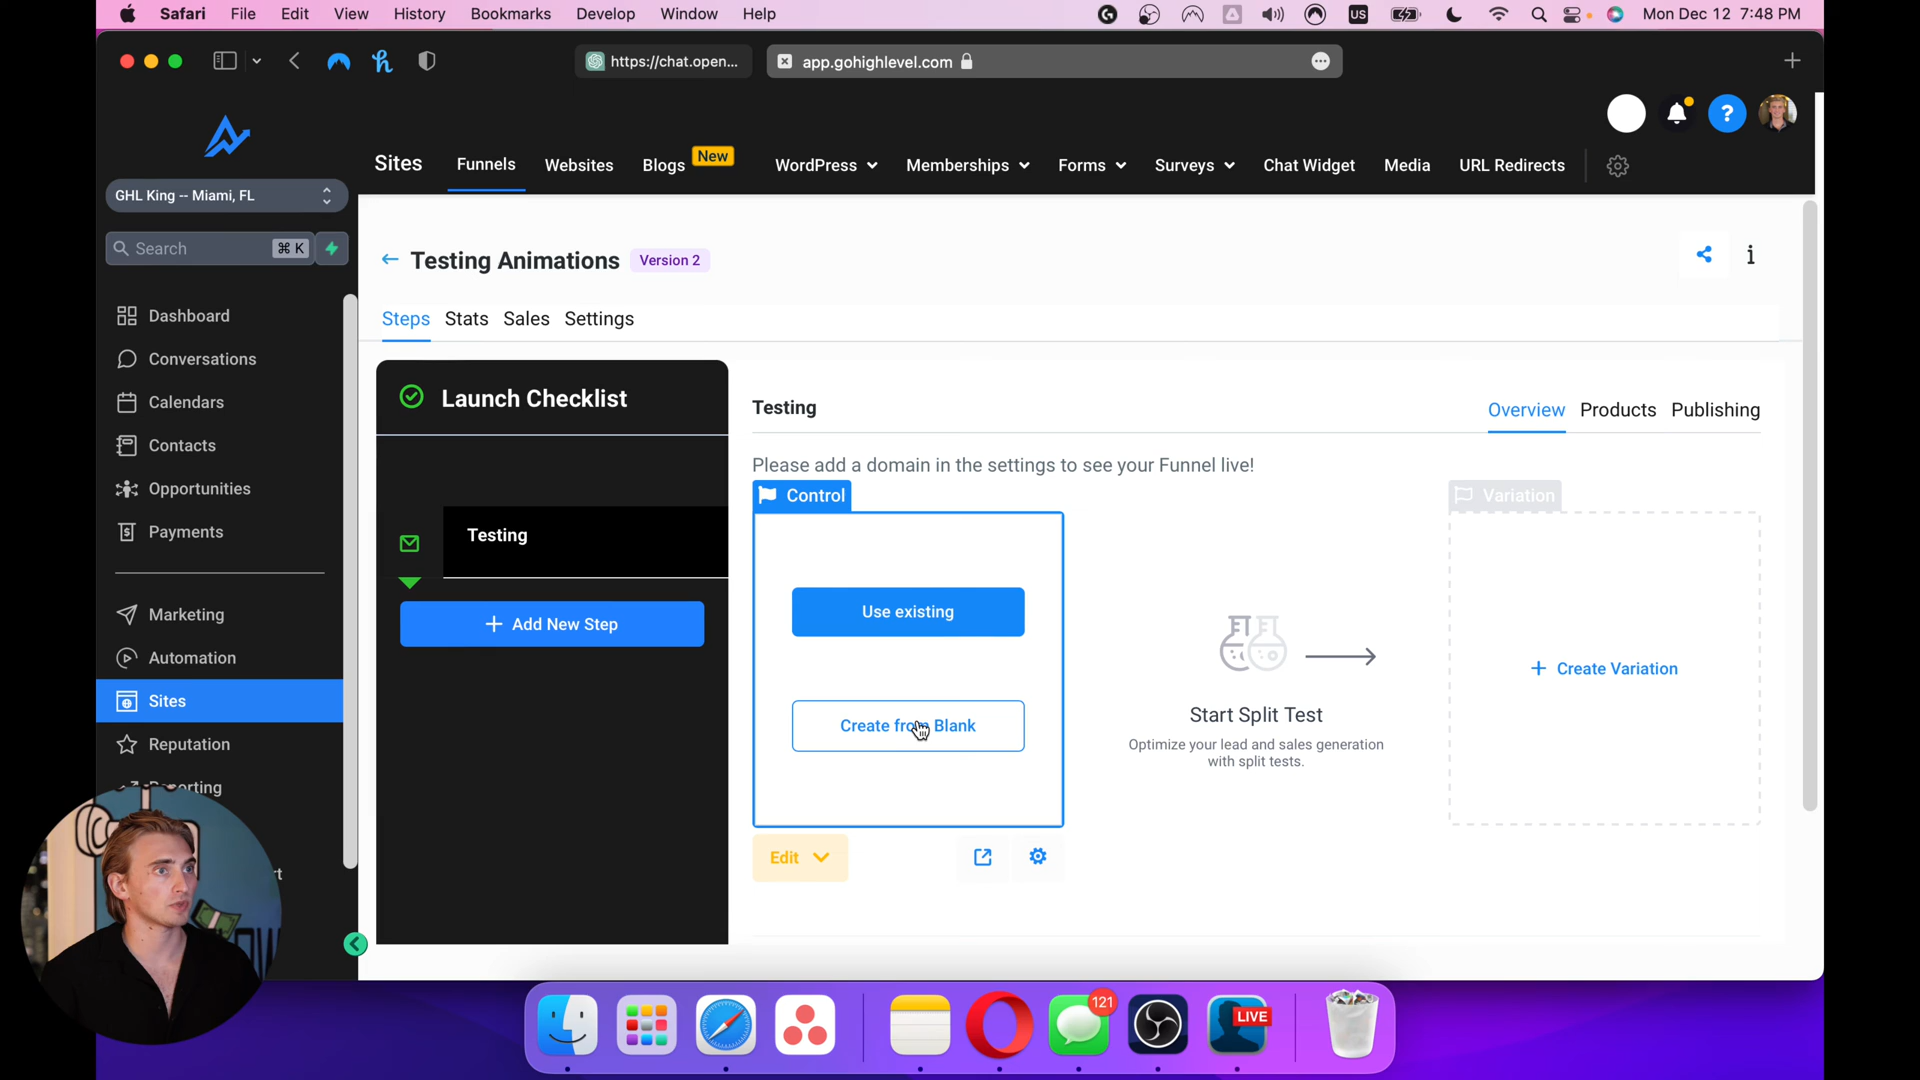 Safari File Edit View History Bookmarks Develop Window Help US Mon Dec 12 7:48 PM
https://chat.open... app.gohighlevel.com
Sites Funnels Websites Blogs New WordPress Memberships Forms Surveys Chat Widget Media URL Redirects
GHL King -- Miami, FL
Search ⌘ K
Dashboard
Conversations
Calendars
Contacts
Opportunities
Payments
Marketing
Automation
Sites
Reputation
Testing Animations Version 2
Steps Stats Sales Settings
Launch Checklist
Testing
+ Add New Step
Testing Overview Products Publishing
Please add a domain in the settings to see your Funnel live!
Control Variation
Use existing
Create from Blank
Start Split Test
Optimize your lead and sales generation
with split tests.
+ Create Variation
Edit
121
LIVE